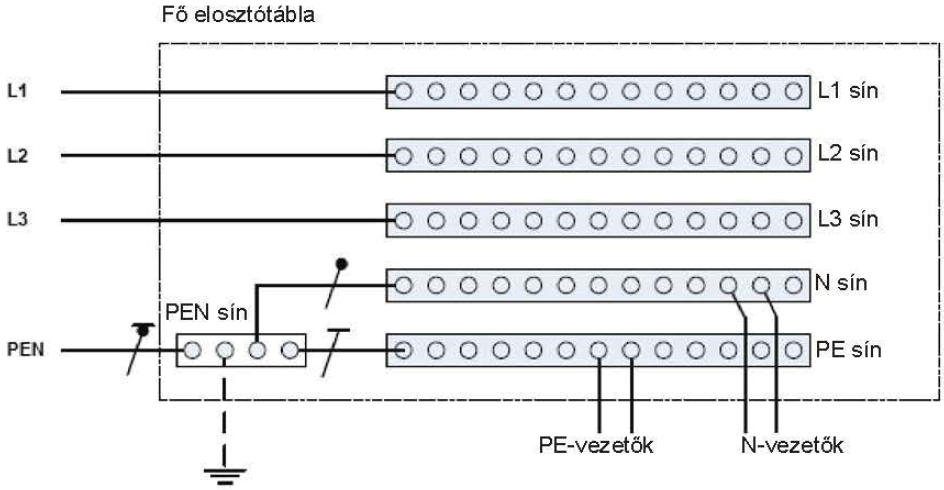 Fő elosztótábla
L1
L1 sín
L2
L2 sín
L3
L3 sín
N sín
PEN sín
PEN
PE sín
PE-vezetők
N-vezetők